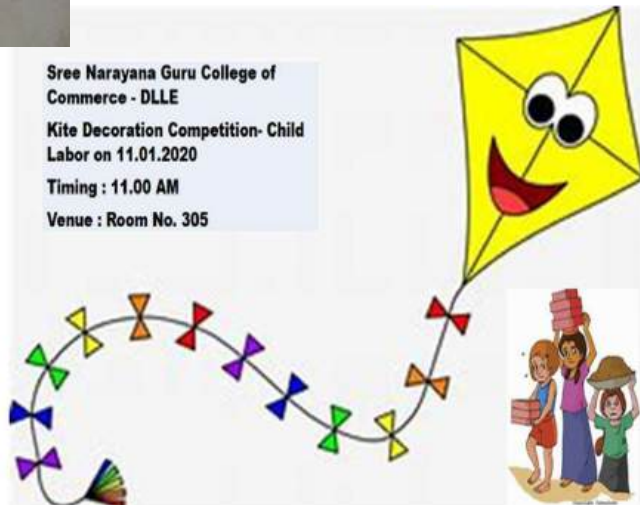 Sree Narayana Guru College of
Commerce - DLLE
Kite Decoration Competition- Child
Labor on 11.01.2020
Timing : 11.00 AM
Venue : Room No. 305